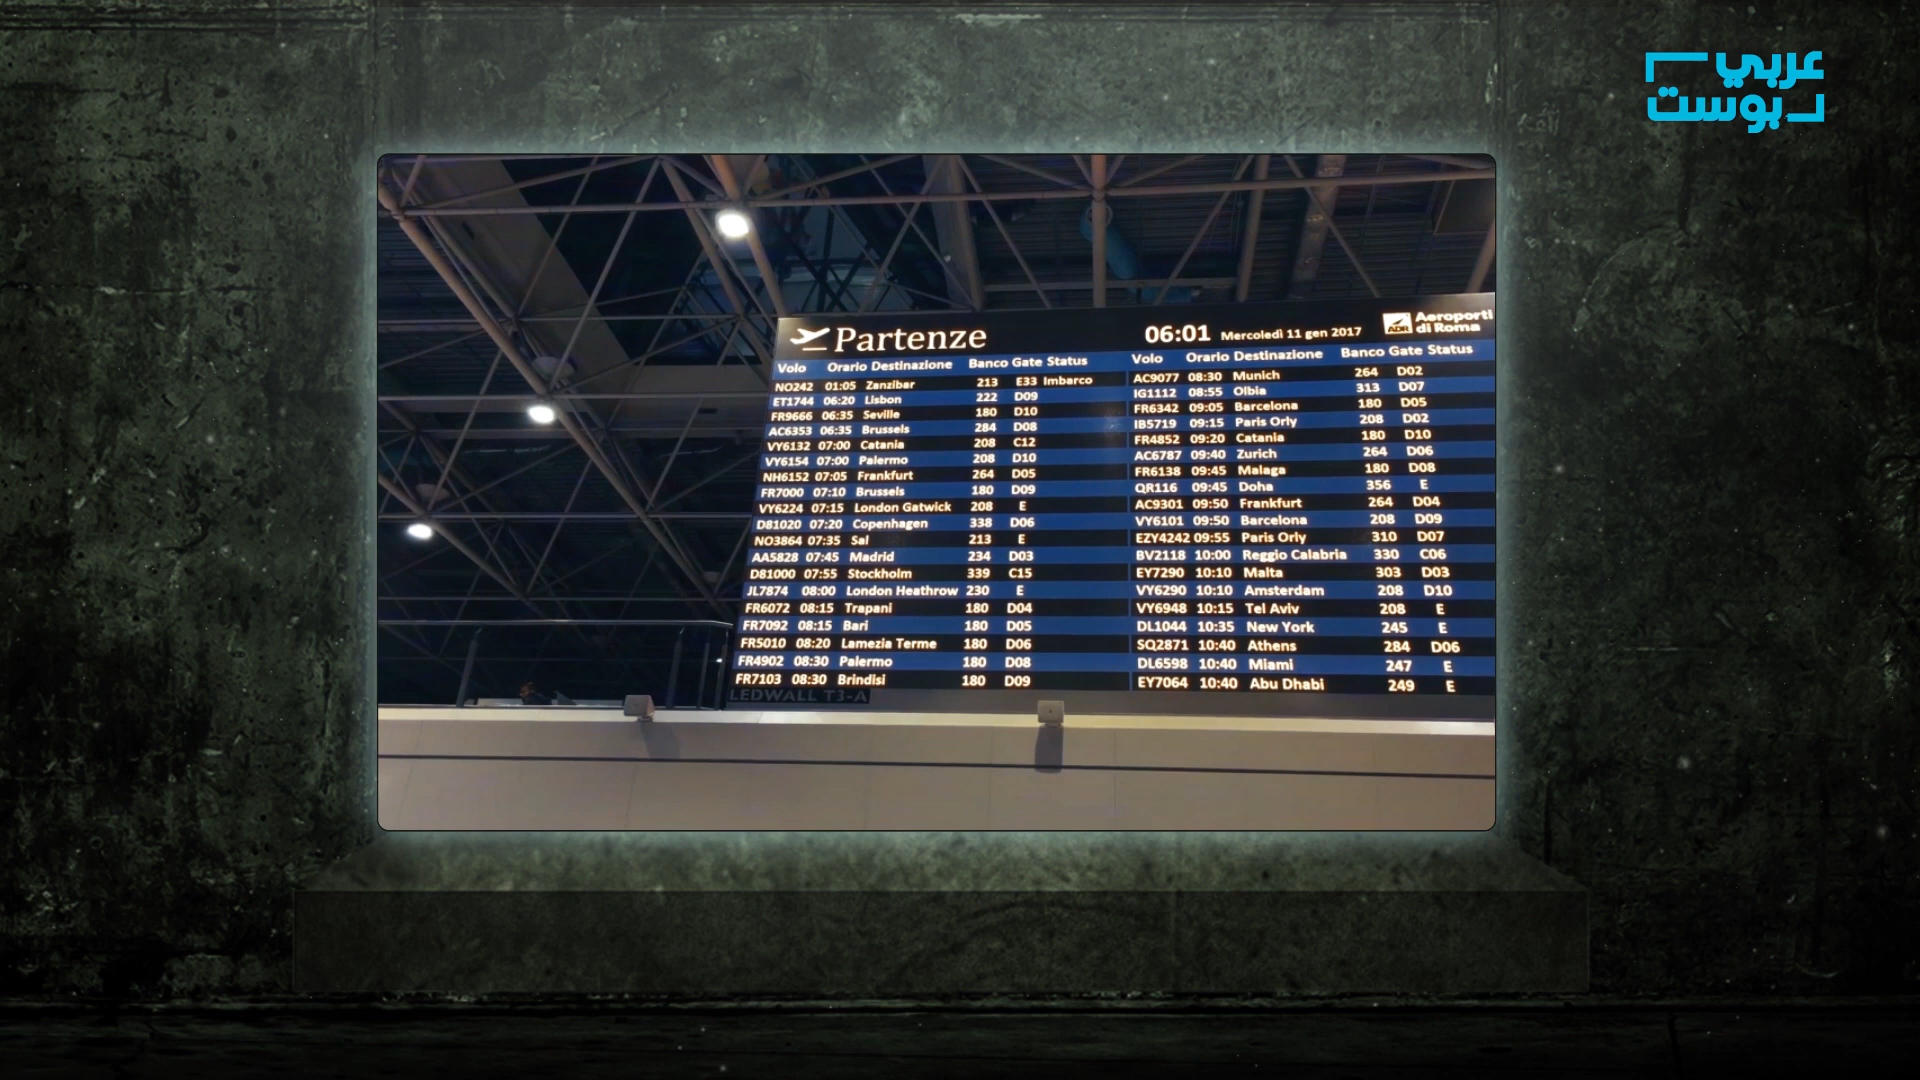 عربي
بوست
Partenze
06:01 Mercoledì 11 gen 2017
ADR Aeroporti di Roma
Volo Orario Destinazione Banco Gate Status
NO242 01:05 Zanzibar 213 E33 Imbarco
ET1744 06:20 Lisbon 222 D09
FR9666 06:35 Seville 180 D10
AC6353 06:35 Brussels 284 D08
VY6132 07:00 Catania 208 C12
VY6154 07:00 Palermo 208 D10
NH6152 07:05 Frankfurt 264 D05
FR7000 07:10 Brussels 180 D09
VY6224 07:15 London Gatwick 208 E
D81020 07:20 Copenhagen 338 D06
NO3864 07:35 Sal 213 E
AA5828 07:45 Madrid 234 D03
D81000 07:55 Stockholm 339 C15
JL7874 08:00 London Heathrow 230 E
FR6072 08:15 Trapani 180 D04
FR7092 08:15 Bari 180 D05
FR5010 08:20 Lamezia Terme 180 D06
FR4902 08:30 Palermo 180 D08
FR7103 08:30 Brindisi 180 D09
Volo Orario Destinazione Banco Gate Status
AC9077 08:30 Munich 264 D02
IG1112 08:55 Olbia 313 D07
FR6342 09:05 Barcelona 180 D05
IB5719 09:15 Paris Orly 208 D02
FR4852 09:20 Catania 180 D10
AC6787 09:40 Zurich 264 D06
FR6138 09:45 Malaga 180 D08
QR116 09:45 Doha 356 E
AC9301 09:50 Frankfurt 264 D04
VY6101 09:50 Barcelona 208 D09
EZY4242 09:55 Paris Orly 310 D07
BV2118 10:00 Reggio Calabria 330 C06
EY7290 10:10 Malta 303 D03
VY6290 10:10 Amsterdam 208 D10
VY6948 10:15 Tel Aviv 208 E
DL1044 10:35 New York 245 E
SQ2871 10:40 Athens 284 D06
DL6598 10:40 Miami 247 E
EY7064 10:40 Abu Dhabi 249 E
LEDWALL T3-A